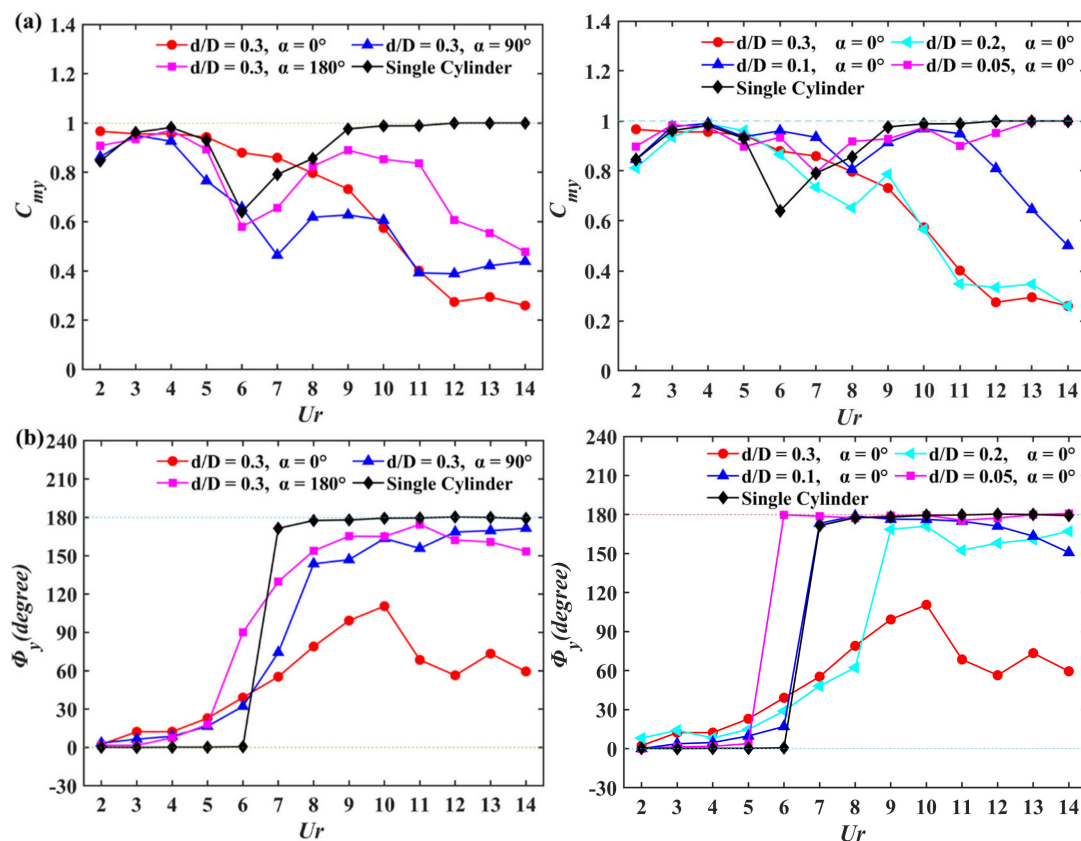 (a)
1.4
1.2
1
0.8
0.6
0.4
0.2
0
C_my
d/D = 0.3, α = 0° d/D = 0.3, α = 90°
d/D = 0.3, α = 180° Single Cylinder
2 3 4 5 6 7 8 9 10 11 12 13 14
Ur
1.4
1.2
1
0.8
0.6
0.4
0.2
0
C_my
d/D = 0.3, α = 0° d/D = 0.2, α = 0°
d/D = 0.1, α = 0° d/D = 0.05, α = 0°
Single Cylinder
2 3 4 5 6 7 8 9 10 11 12 13 14
Ur
(b)
240
210
180
150
120
90
60
30
0
-30
Φ_y(degree)
d/D = 0.3, α = 0° d/D = 0.3, α = 90°
d/D = 0.3, α = 180° Single Cylinder
2 3 4 5 6 7 8 9 10 11 12 13 14
Ur
240
210
180
150
120
90
60
30
0
-30
Φ_y(degree)
d/D = 0.3, α = 0° d/D = 0.2, α = 0°
d/D = 0.1, α = 0° d/D = 0.05, α = 0°
Single Cylinder
2 3 4 5 6 7 8 9 10 11 12 13 14
Ur